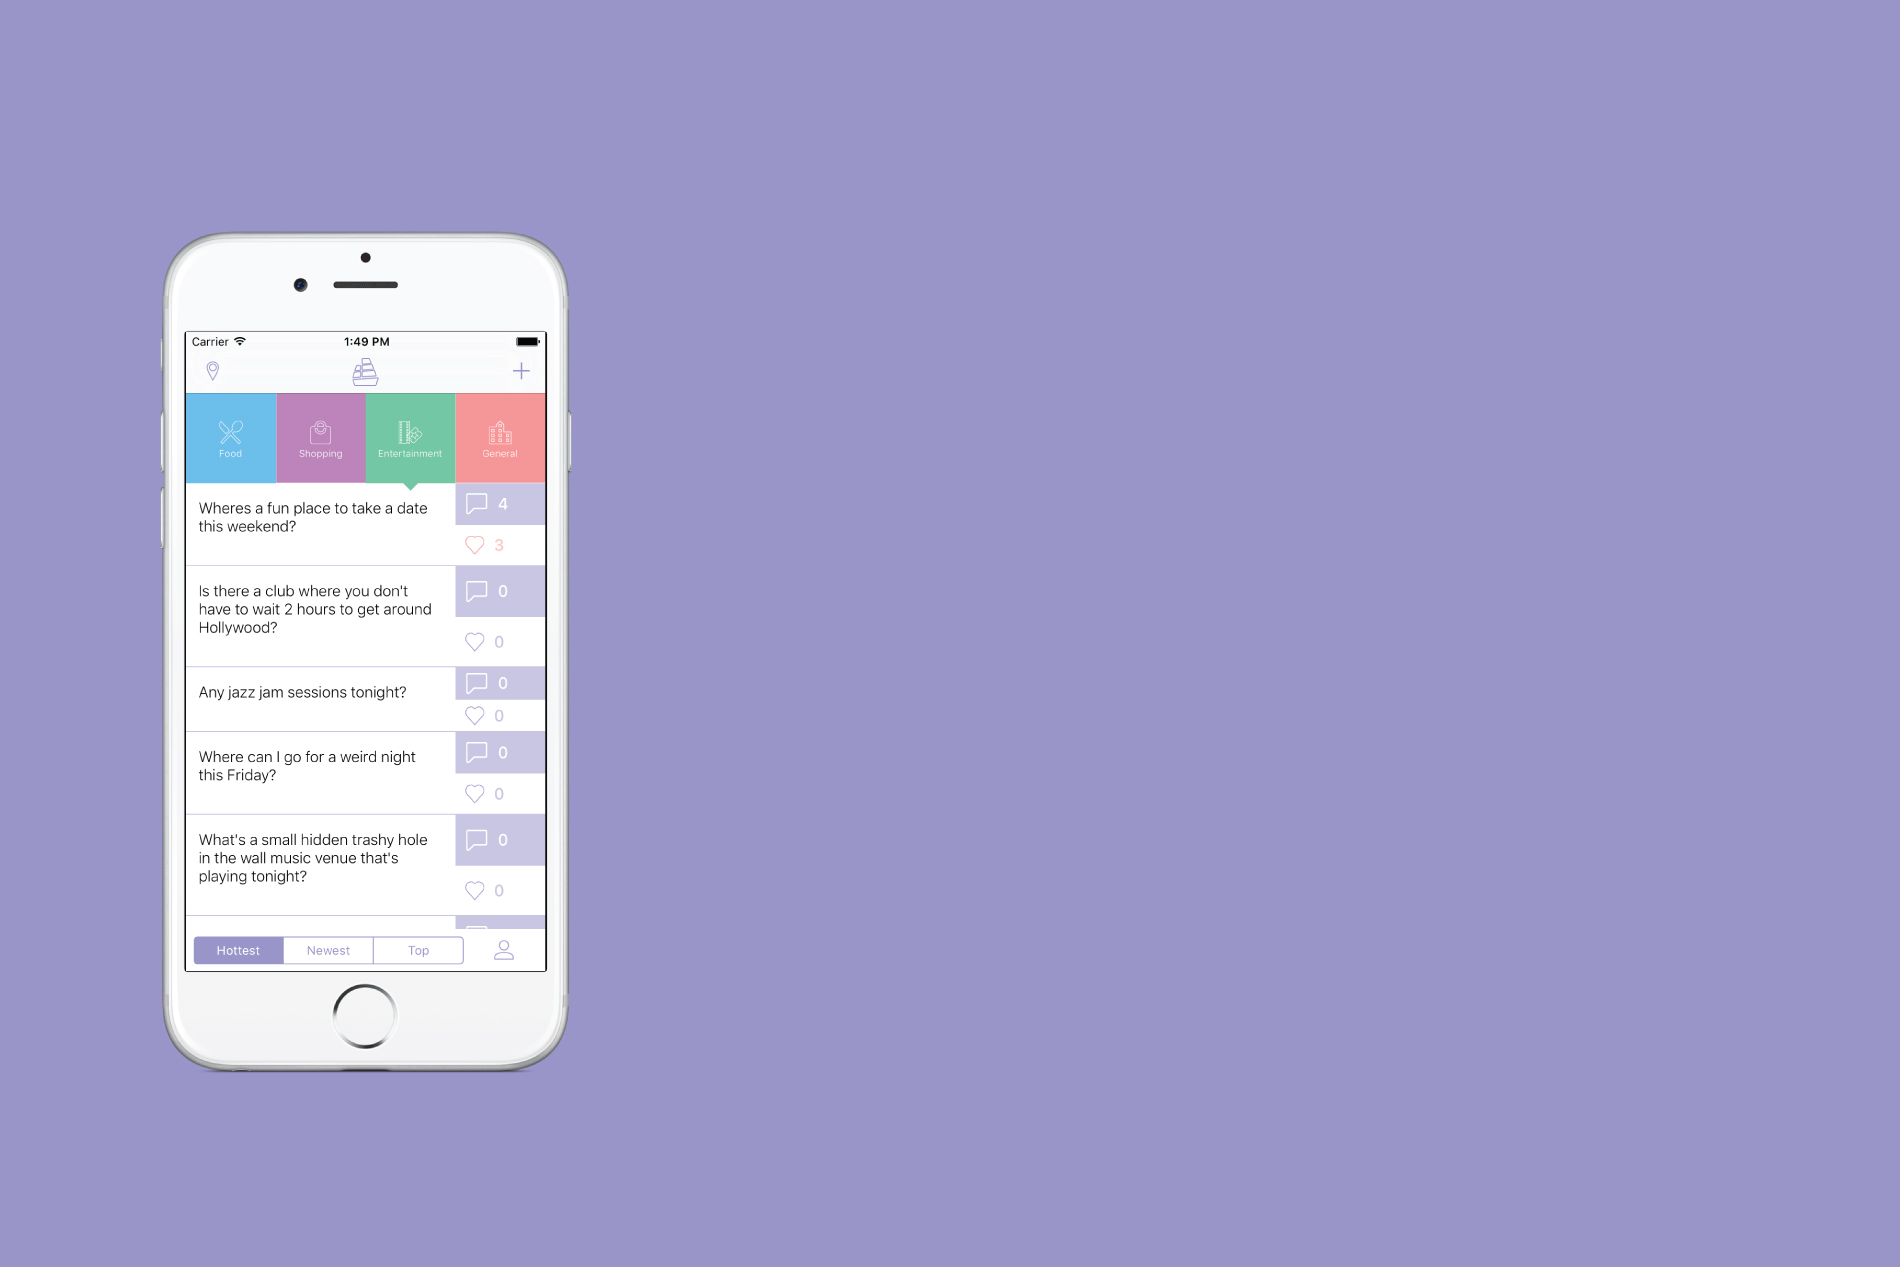 Carrier 1:49 PM
Food Shopping Entertainment General
Wheres a fun place to take a date
this weekend?
4
3
Is there a club where you don't
have to wait 2 hours to get around
Hollywood?
0
0
Any jazz jam sessions tonight?
0
0
Where can I go for a weird night
this Friday?
0
0
What's a small hidden trashy hole
in the wall music venue that's
playing tonight?
0
0
Hottest Newest Top